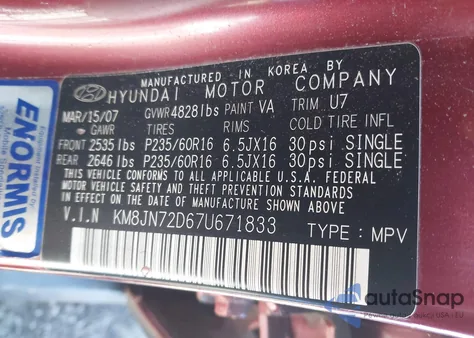 MANUFACTURED IN KOREA BY
HYUNDAI MOTOR COMPANY
MAR/15/07 GVWR 4828lbs PAINT VA TRIM U7
GAWR TIRES RIMS COLD TIRE INFL
FRONT 2535lbs P235/60R16 6.5JX16 30psi SINGLE
REAR 2646lbs P235/60R16 6.5JX16 30psi SINGLE
THIS VEHICLE CONFORMS TO ALL APPLICABLE U.S.A. FEDERAL
MOTOR VEHICLE SAFETY AND THEFT PREVENTION STANDARDS
IN EFFECT ON THE DATE OF MANUFACTURE SHOWN ABOVE.
V.I.N KM8JN72D67U671833 TYPE : MPV
ENORMIS
autaSnap